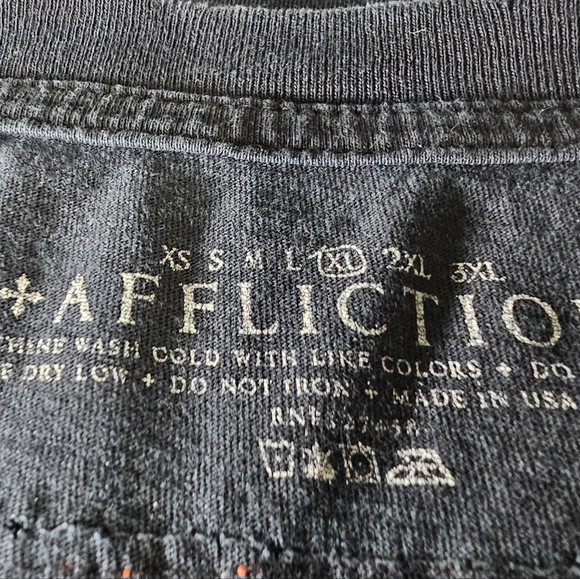 XS S M L 1XL 2XL 3XL
AFFLICTIO
CHINE WASH COLD WITH LIKE COLORS + DO
E DRY LOW + DO NOT IRON + MADE IN USA